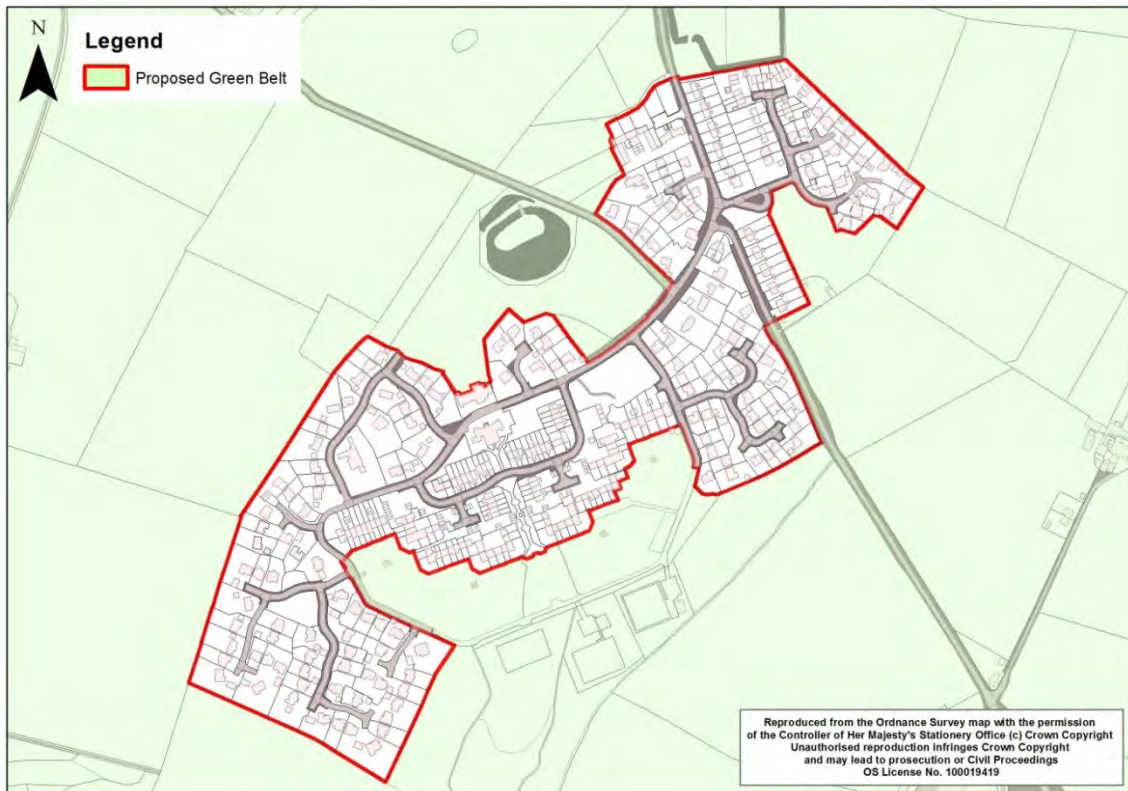 N
Legend
Proposed Green Belt
Reproduced from the Ordnance Survey map with the permission
of the Controller of Her Majesty's Stationery Office (c) Crown Copyright
Unauthorised reproduction infringes Crown Copyright
and may lead to prosecution or Civil Proceedings
OS License No. 100019419